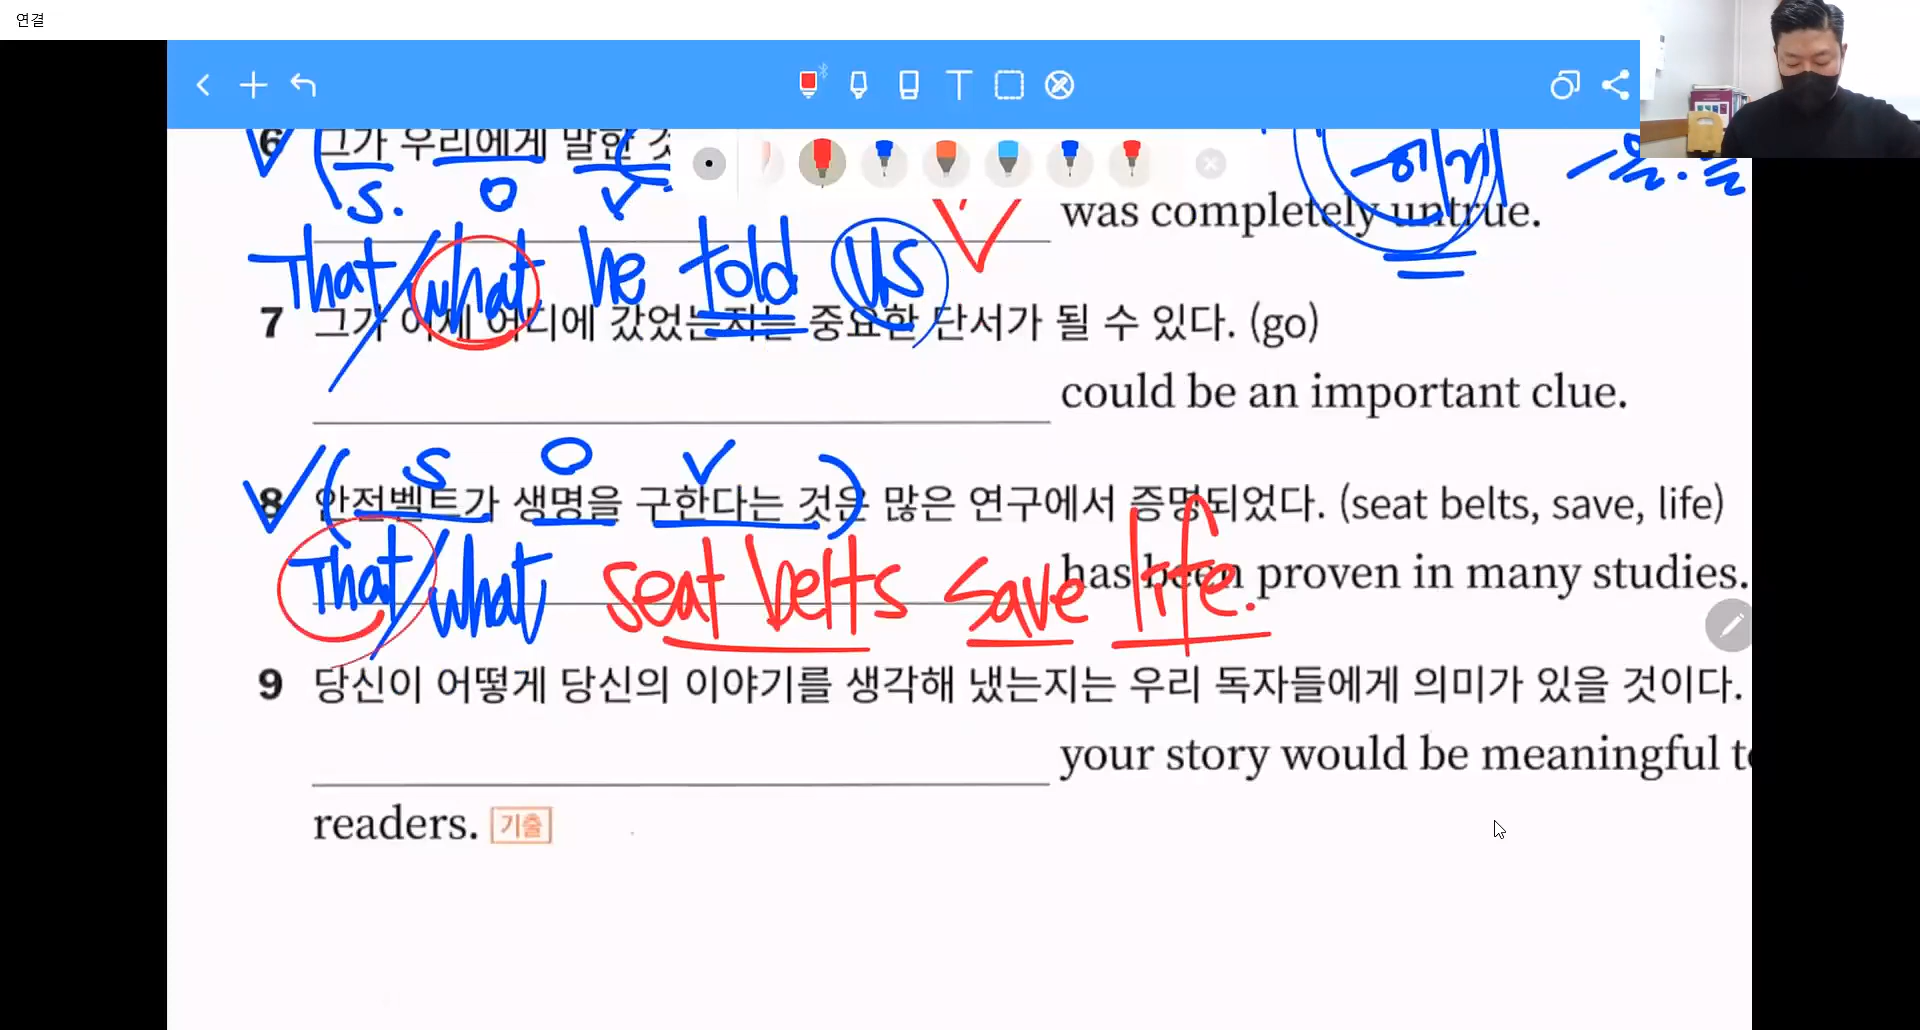 연결
6 그가 우리에게 말한
S. O V
was completely untrue.
That/what he told us
7 그가 어제 어디에 갔었는지는 중요한 단서가 될 수 있다. (go)
could be an important clue.
S O V
8 안전벨트가 생명을 구한다는 것은 많은 연구에서 증명되었다. (seat belts, save, life)
has been proven in many studies.
That/what seat belts save life.
9 당신이 어떻게 당신의 이야기를 생각해 냈는지는 우리 독자들에게 의미가 있을 것이다.
your story would be meaningful
readers. 기출